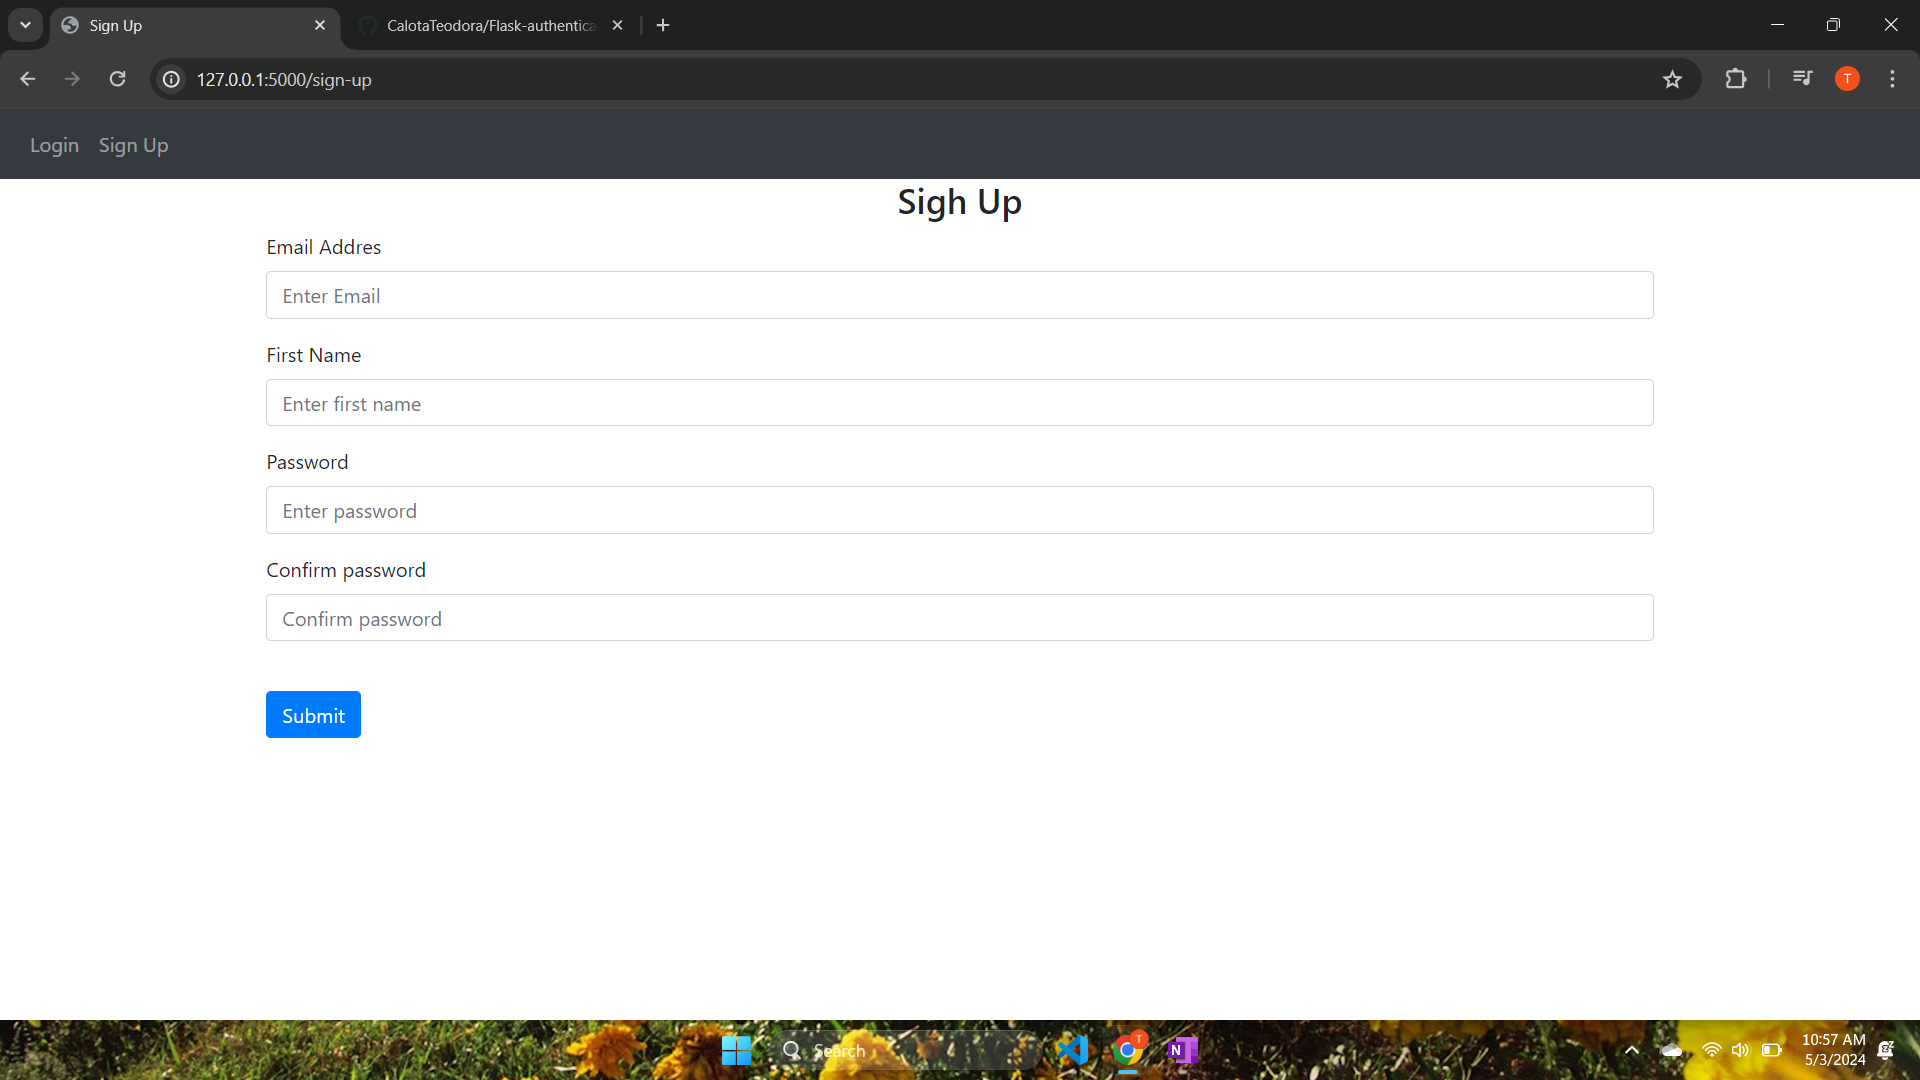 Sign Up
CalotaTeodora/Flask-authentica
127.0.0.1:5000/sign-up
T
Login Sign Up
Sigh Up
Email Addres
Enter Email
First Name
Enter first name
Password
Enter password
Confirm password
Confirm password
Submit
Search
T
N
10:57 AM
5/3/2024